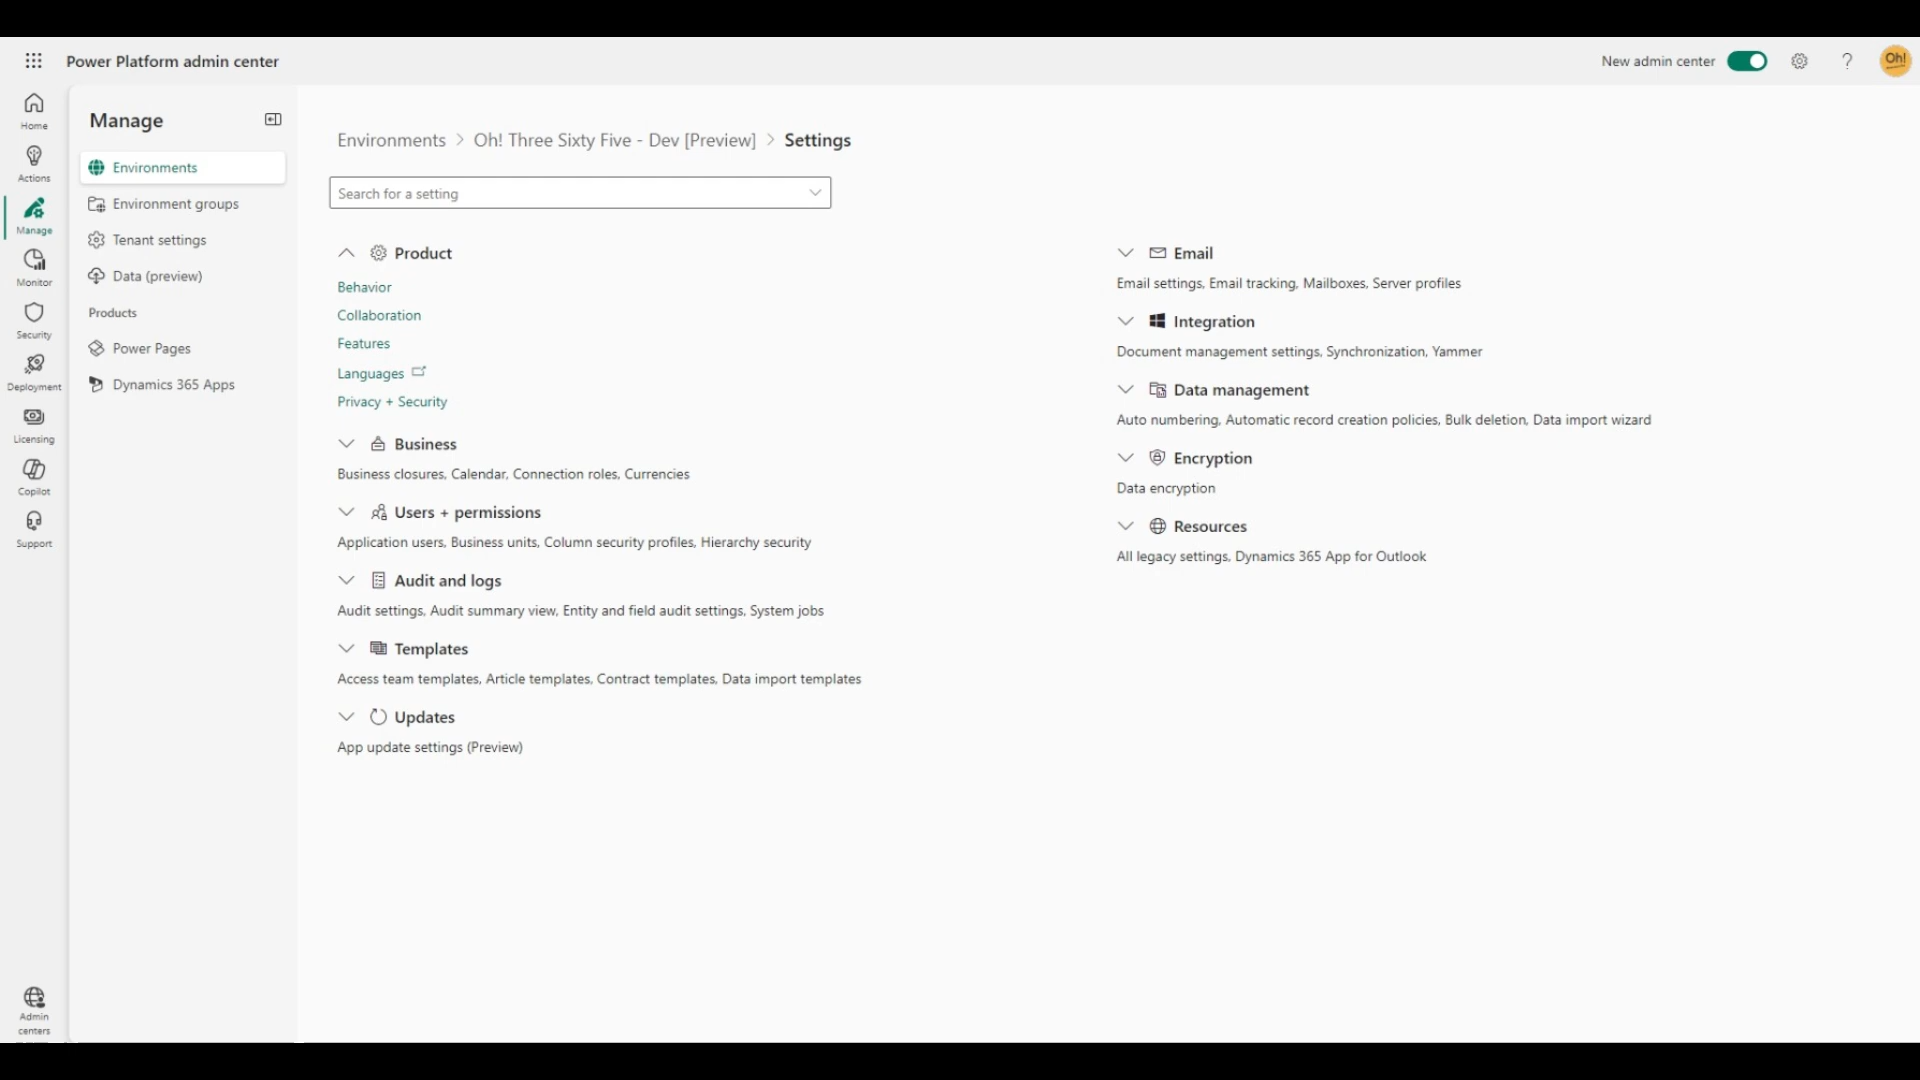 Power Platform admin center
New admin center
Oh!
Home
Actions
Manage
Monitor
Security
Deployment
Licensing
Copilot
Support
Admin
centers
Manage
Environments
Environment groups
Tenant settings
Data (preview)
Products
Power Pages
Dynamics 365 Apps
Environments > Oh! Three Sixty Five - Dev [Preview] > Settings
Search for a setting
Product
Behavior
Collaboration
Features
Languages
Privacy + Security
Business
Business closures, Calendar, Connection roles, Currencies
Users + permissions
Application users, Business units, Column security profiles, Hierarchy security
Audit and logs
Audit settings, Audit summary view, Entity and field audit settings, System jobs
Templates
Access team templates, Article templates, Contract templates, Data import templates
Updates
App update settings (Preview)
Email
Email settings, Email tracking, Mailboxes, Server profiles
Integration
Document management settings, Synchronization, Yammer
Data management
Auto numbering, Automatic record creation policies, Bulk deletion, Data import wizard
Encryption
Data encryption
Resources
All legacy settings, Dynamics 365 App for Outlook